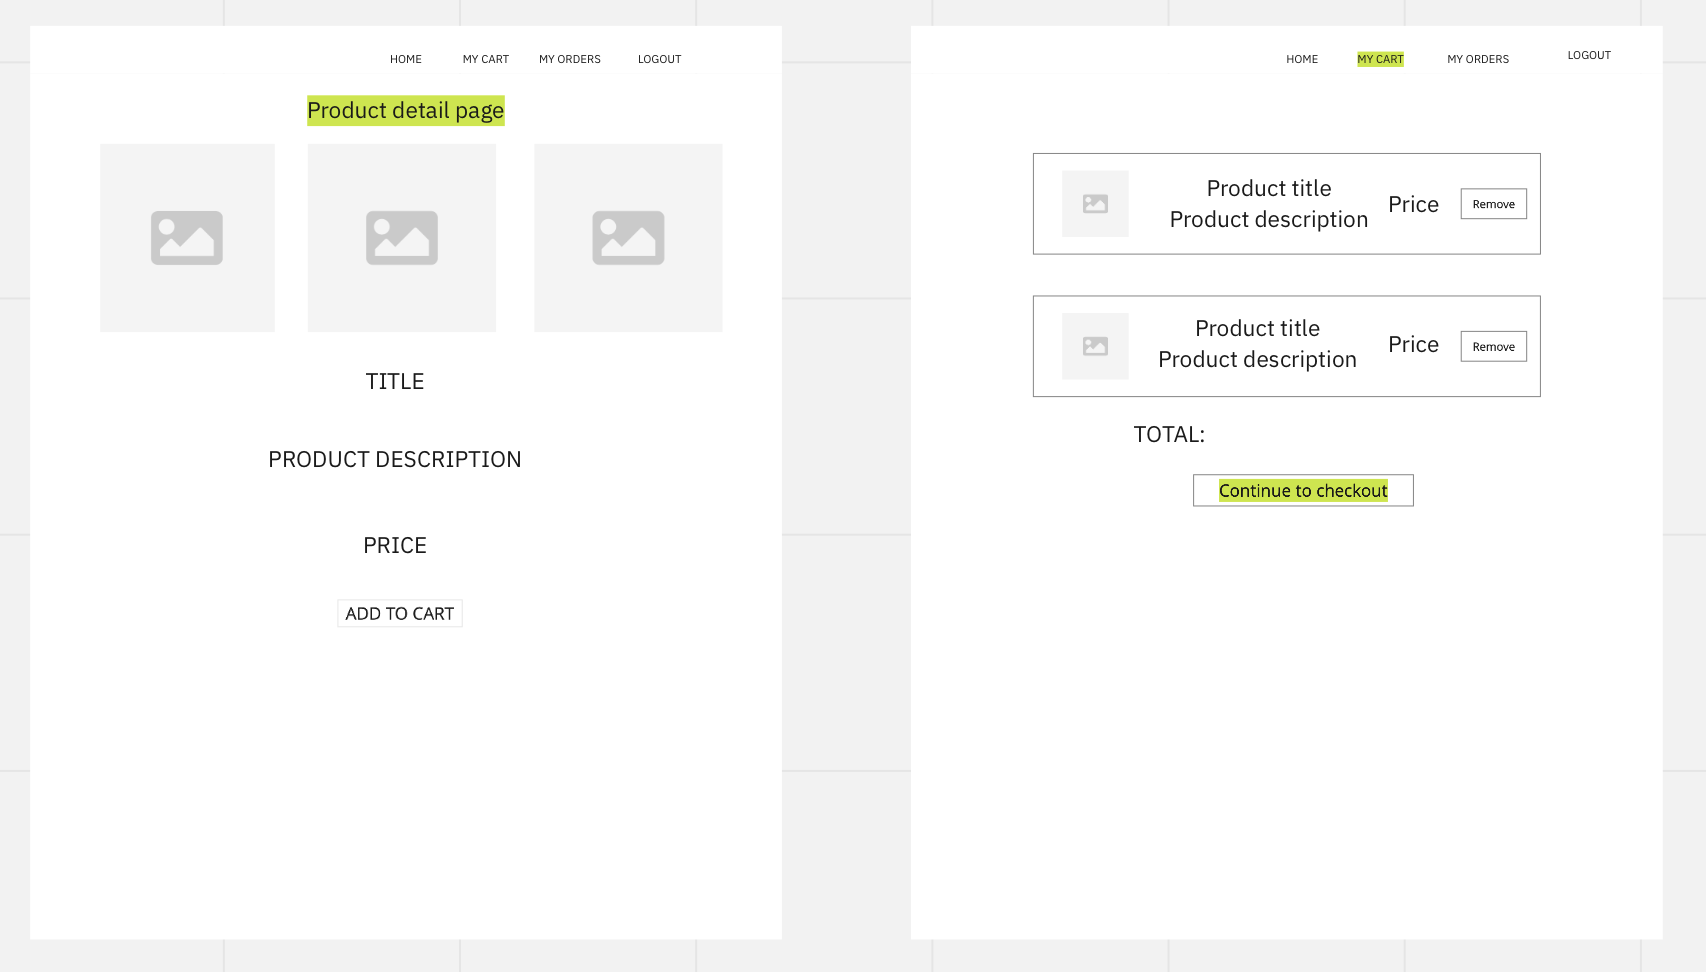 HOME MY CART MY ORDERS LOGOUT
Product detail page
TITLE
PRODUCT DESCRIPTION
PRICE
ADD TO CART
HOME MY CART MY ORDERS LOGOUT
Product title
Product description
Price
Remove
Product title
Product description
Price
Remove
TOTAL:
Continue to checkout